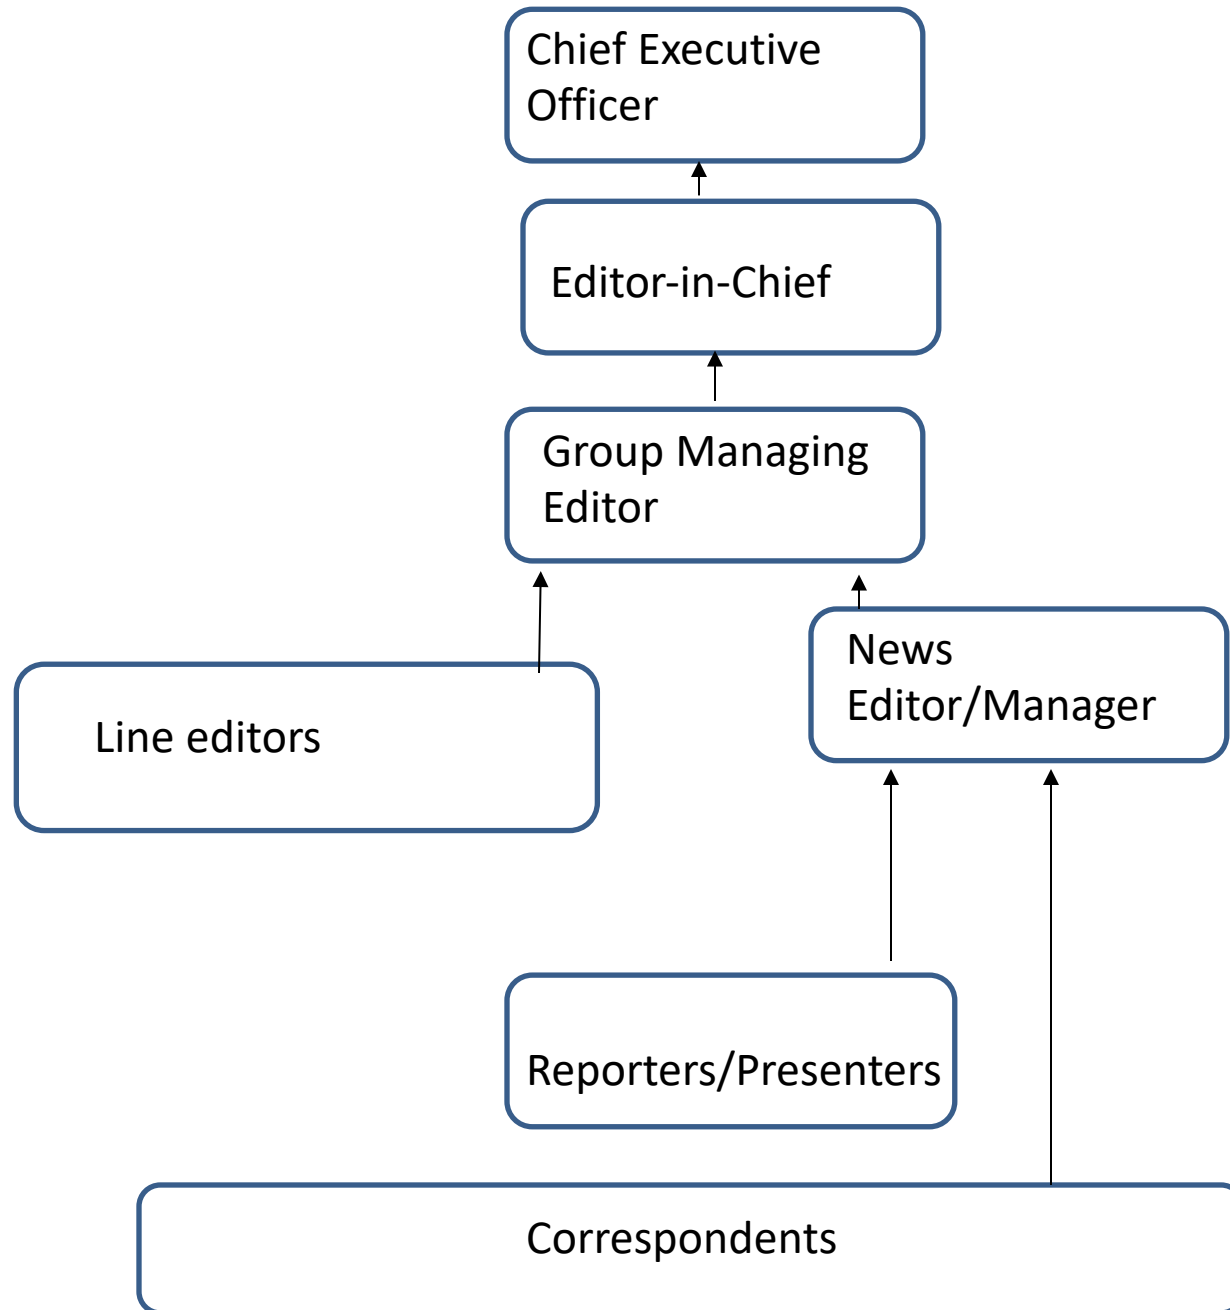 Chief Executive
Officer
Editor-in-Chief
Group Managing
Editor
News
Editor/Manager
Line editors
Reporters/Presenters
Correspondents